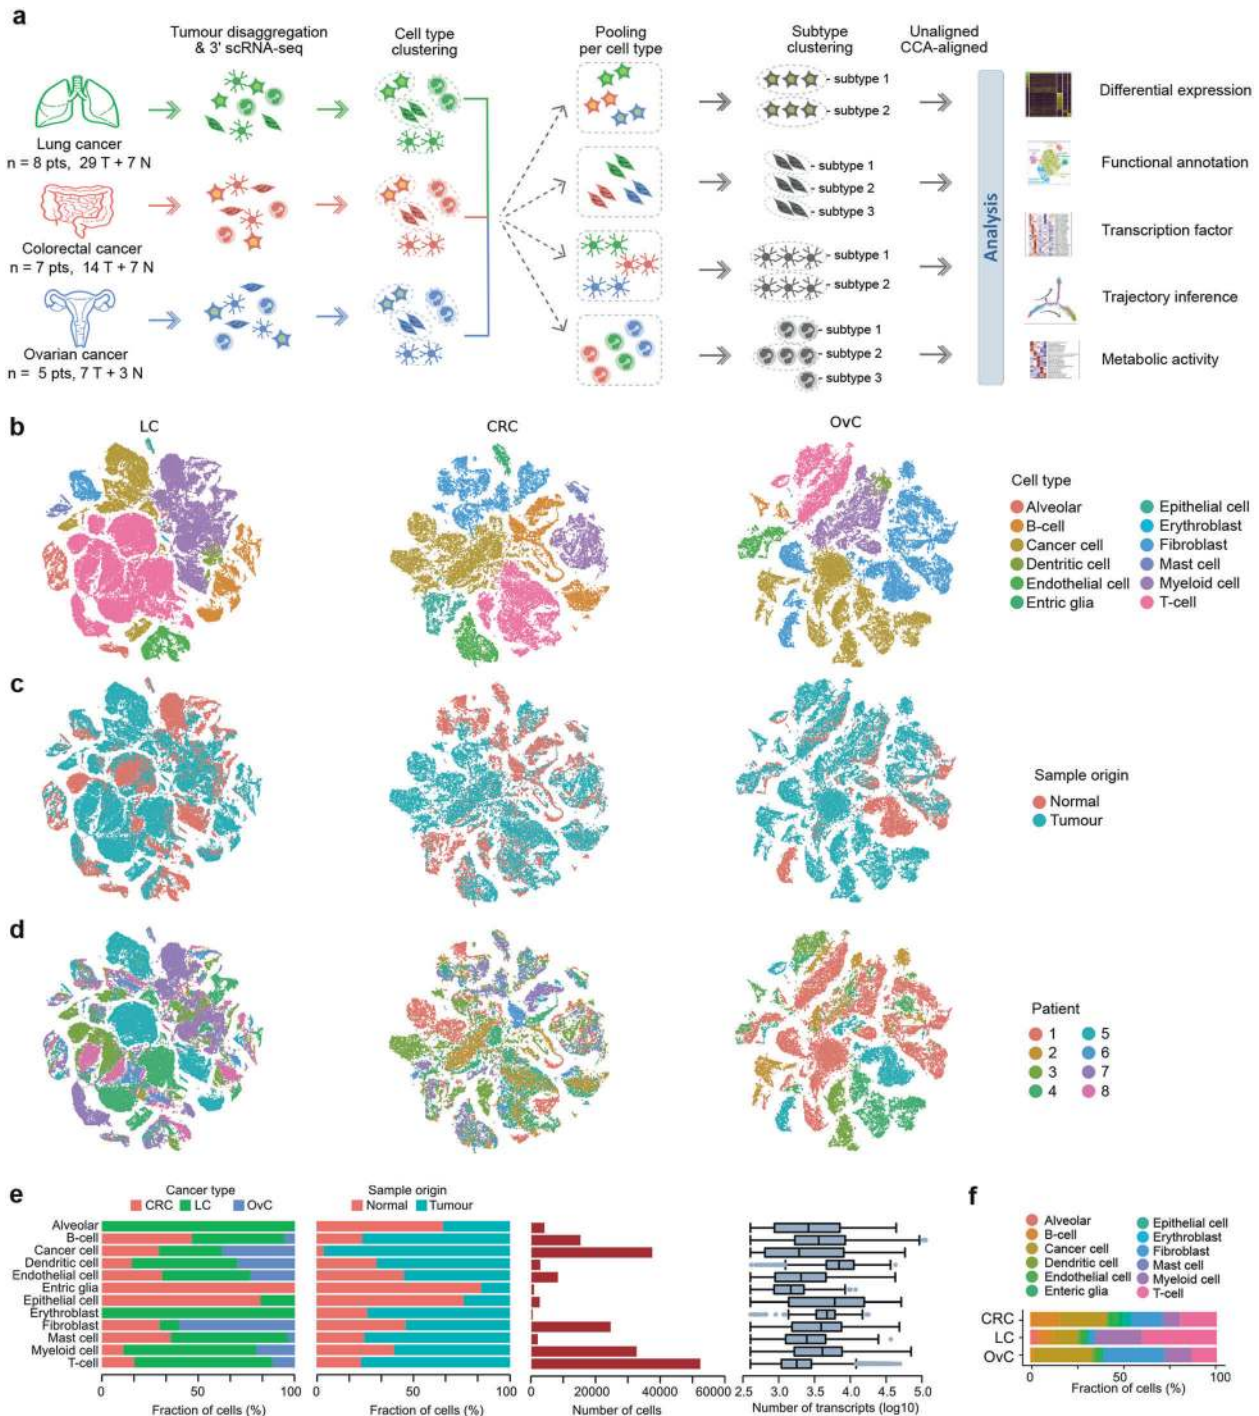 a
Tumour disaggregation
& 3' scRNA-seq
Cell type
clustering
Pooling
per cell type
Subtype
clustering
Unaligned
CCA-aligned
Lung cancer
n = 8 pts, 29 T + 7 N
Colorectal cancer
n = 7 pts, 14 T + 7 N
Ovarian cancer
n = 5 pts, 7 T + 3 N
- subtype 1
- subtype 2
- subtype 1
- subtype 2
- subtype 3
- subtype 1
- subtype 2
- subtype 1
- subtype 2
- subtype 3
Analysis
Differential expression
Functional annotation
Transcription factor
Trajectory inference
Metabolic activity
b
LC
CRC
OvC
Cell type
Alveolar
B-cell
Cancer cell
Dentritic cell
Endothelial cell
Entric glia
Epithelial cell
Erythroblast
Fibroblast
Mast cell
Myeloid cell
T-cell
c
Sample origin
Normal
Tumour
d
Patient
1
2
3
4
5
6
7
8
e
Cancer type
CRC LC OvC
Sample origin
Normal Tumour
Alveolar
B-cell
Cancer cell
Dendritic cell
Endothelial cell
Entric glia
Epithelial cell
Erythroblast
Fibroblast
Mast cell
Myeloid cell
T-cell
0 50 100
Fraction of cells (%)
0 50 100
Fraction of cells (%)
0 20000 40000 60000
Number of cells
2.5 3.0 3.5 4.0 4.5 5.0
Number of transcripts (log10)
f
Alveolar
B-cell
Cancer cell
Dendritic cell
Endothelial cell
Enteric glia
Epithelial cell
Erythroblast
Fibroblast
Mast cell
Myeloid cell
T-cell
CRC
LC
OvC
0 50 100
Fraction of cells (%)